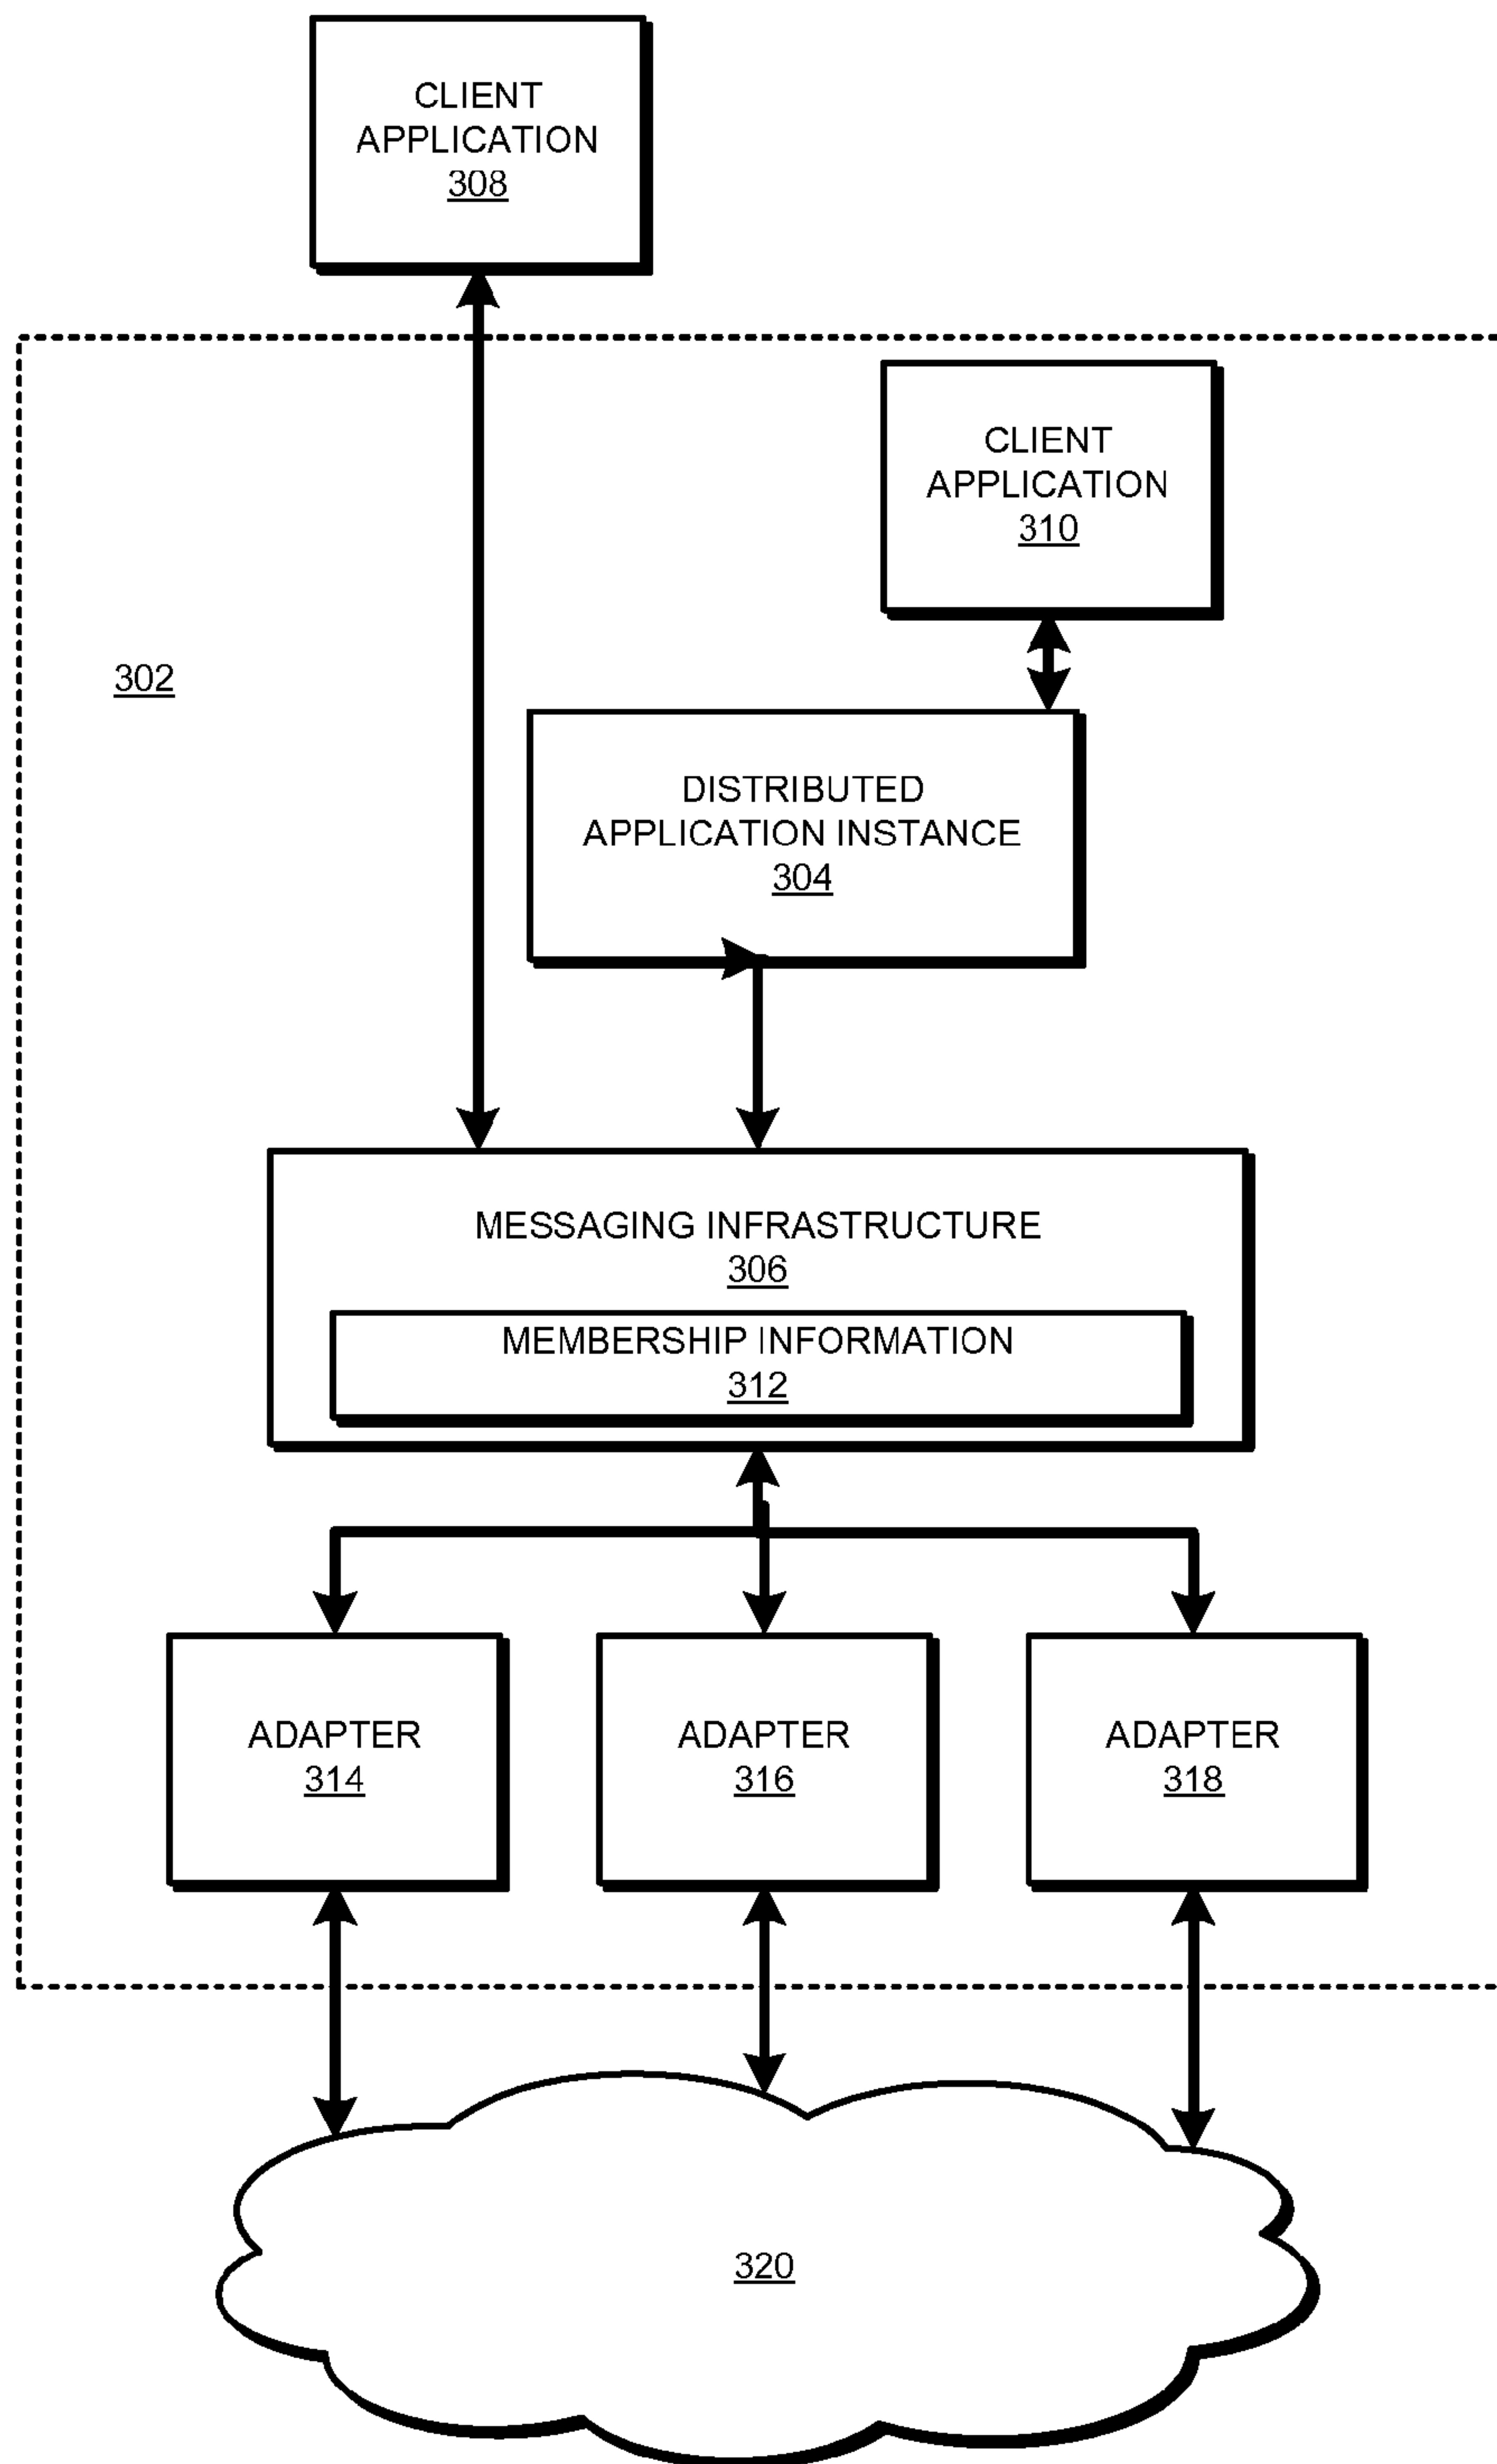 CLIENT
APPLICATION
308
CLIENT
APPLICATION
310
302
DISTRIBUTED
APPLICATION INSTANCE
304
MESSAGING INFRASTRUCTURE
306
MEMBERSHIP INFORMATION
312
ADAPTER
314
ADAPTER
316
ADAPTER
318
320